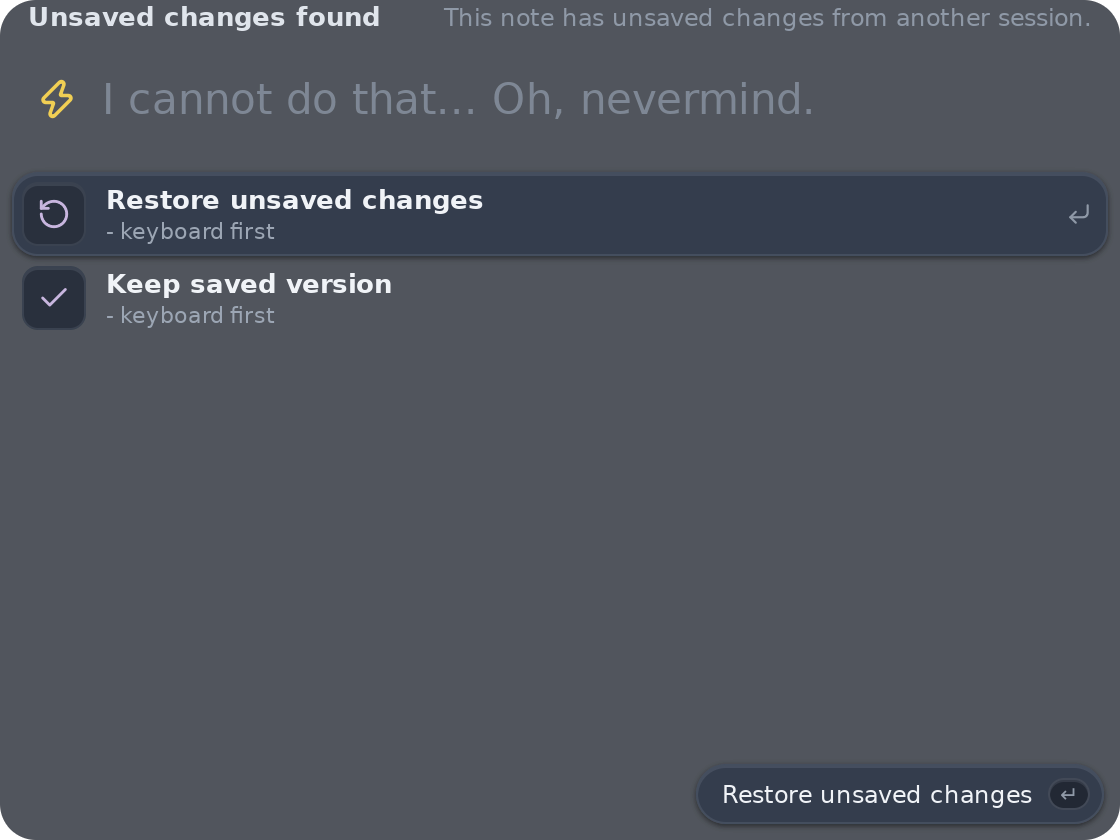 Unsaved changes found This note has unsaved changes from another session.
I cannot do that... Oh, nevermind.
Restore unsaved changes
- keyboard first
Keep saved version
- keyboard first
Restore unsaved changes